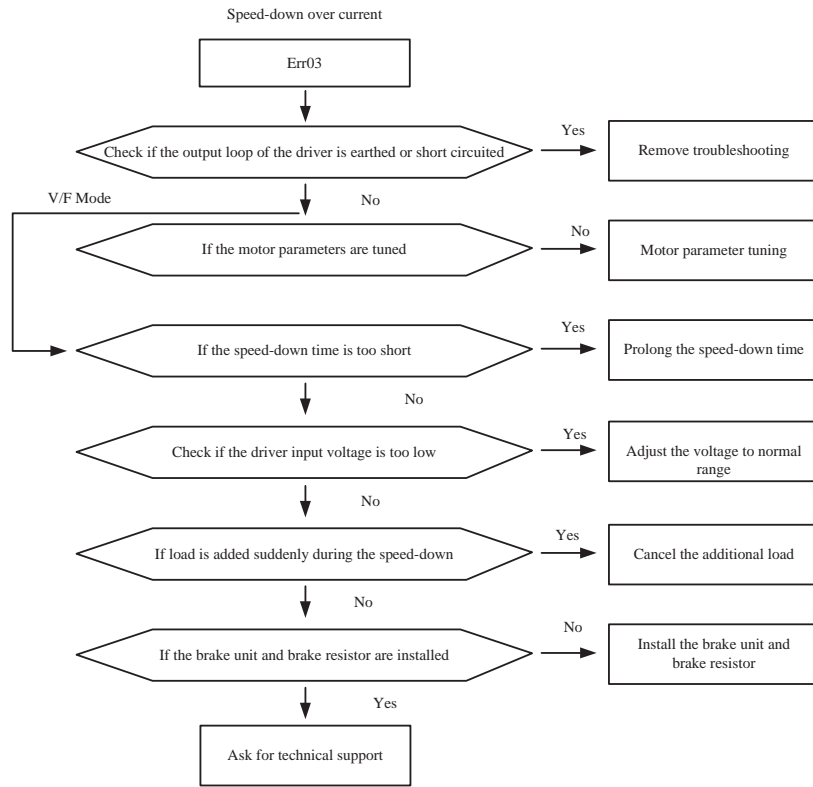 Speed-down over current
Err03
Check if the output loop of the driver is earthed or short circuited
Yes
Remove troubleshooting
V/F Mode
No
If the motor parameters are tuned
No
Motor parameter tuning
If the speed-down time is too short
Yes
Prolong the speed-down time
No
Check if the driver input voltage is too low
Yes
Adjust the voltage to normal
range
No
If load is added suddenly during the speed-down
Yes
Cancel the additional load
No
If the brake unit and brake resistor are installed
No
Install the brake unit and
brake resistor
Yes
Ask for technical support